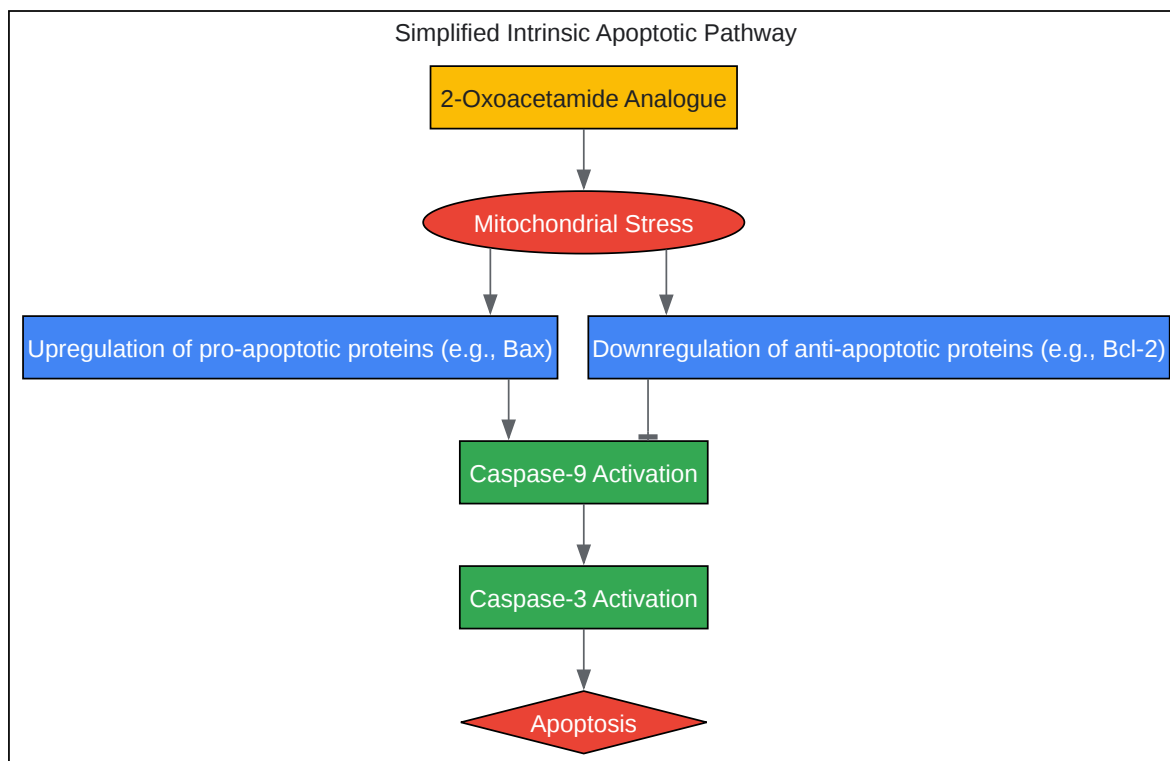 Simplified Intrinsic Apoptotic Pathway
2-Oxoacetamide Analogue
Mitochondrial Stress
Upregulation of pro-apoptotic proteins (e.g., Bax)
Downregulation of anti-apoptotic proteins (e.g., Bcl-2)
Caspase-9 Activation
Caspase-3 Activation
Apoptosis